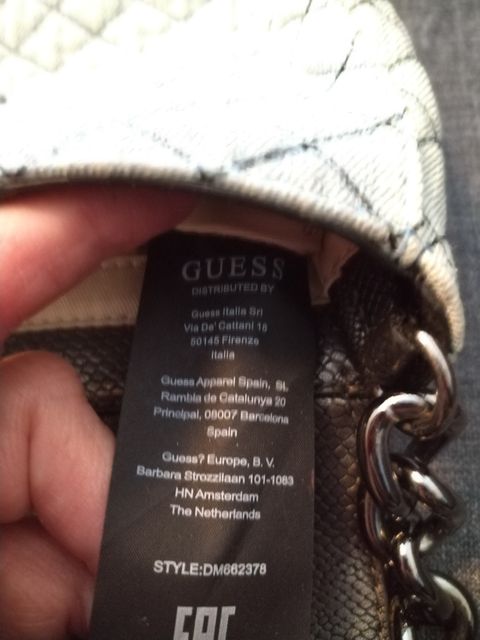 GUESS
DISTRIBUTED BY
Guess Italia Srl
Via De' Cattani 18
50145 Firenze
Italia
Guess Apparel Spain, SL
Rambla de Catalunya 20
Principal, 08007 Barcelona
Spain
Guess? Europe, B.V.
Barbara Strozzilaan 101-1083
HN Amsterdam
The Netherlands
STYLE:DM662378